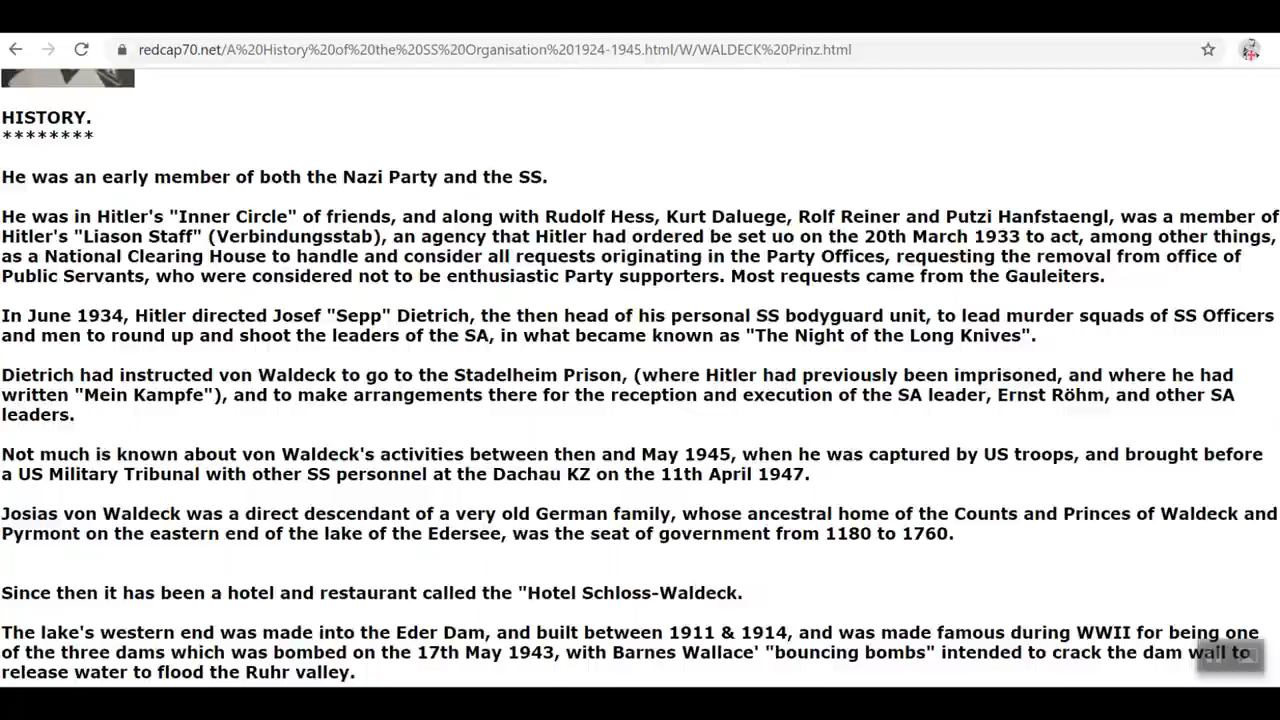 redcap70.net/A%20History%20of%20the%20SS%20Organisation%201924-1945.html/W/WALDECK%20Prinz.html
HISTORY.
********
He was an early member of both the Nazi Party and the SS.
He was in Hitler's "Inner Circle" of friends, and along with Rudolf Hess, Kurt Daluege, Rolf Reiner and Putzi Hanfstaengl, was a member of
Hitler's "Liason Staff" (Verbindungsstab), an agency that Hitler had ordered be set uo on the 20th March 1933 to act, among other things,
as a National Clearing House to handle and consider all requests originating in the Party Offices, requesting the removal from office of
Public Servants, who were considered not to be enthusiastic Party supporters. Most requests came from the Gauleiters.
In June 1934, Hitler directed Josef "Sepp" Dietrich, the then head of his personal SS bodyguard unit, to lead murder squads of SS Officers
and men to round up and shoot the leaders of the SA, in what became known as "The Night of the Long Knives".
Dietrich had instructed von Waldeck to go to the Stadelheim Prison, (where Hitler had previously been imprisoned, and where he had
written "Mein Kampfe"), and to make arrangements there for the reception and execution of the SA leader, Ernst Röhm, and other SA
leaders.
Not much is known about von Waldeck's activities between then and May 1945, when he was captured by US troops, and brought before
a US Military Tribunal with other SS personnel at the Dachau KZ on the 11th April 1947.
Josias von Waldeck was a direct descendant of a very old German family, whose ancestral home of the Counts and Princes of Waldeck and
Pyrmont on the eastern end of the lake of the Edersee, was the seat of government from 1180 to 1760.
Since then it has been a hotel and restaurant called the "Hotel Schloss-Waldeck.
The lake's western end was made into the Eder Dam, and built between 1911 & 1914, and was made famous during WWII for being one
of the three dams which was bombed on the 17th May 1943, with Barnes Wallace' "bouncing bombs" intended to crack the dam wall to
release water to flood the Ruhr valley.